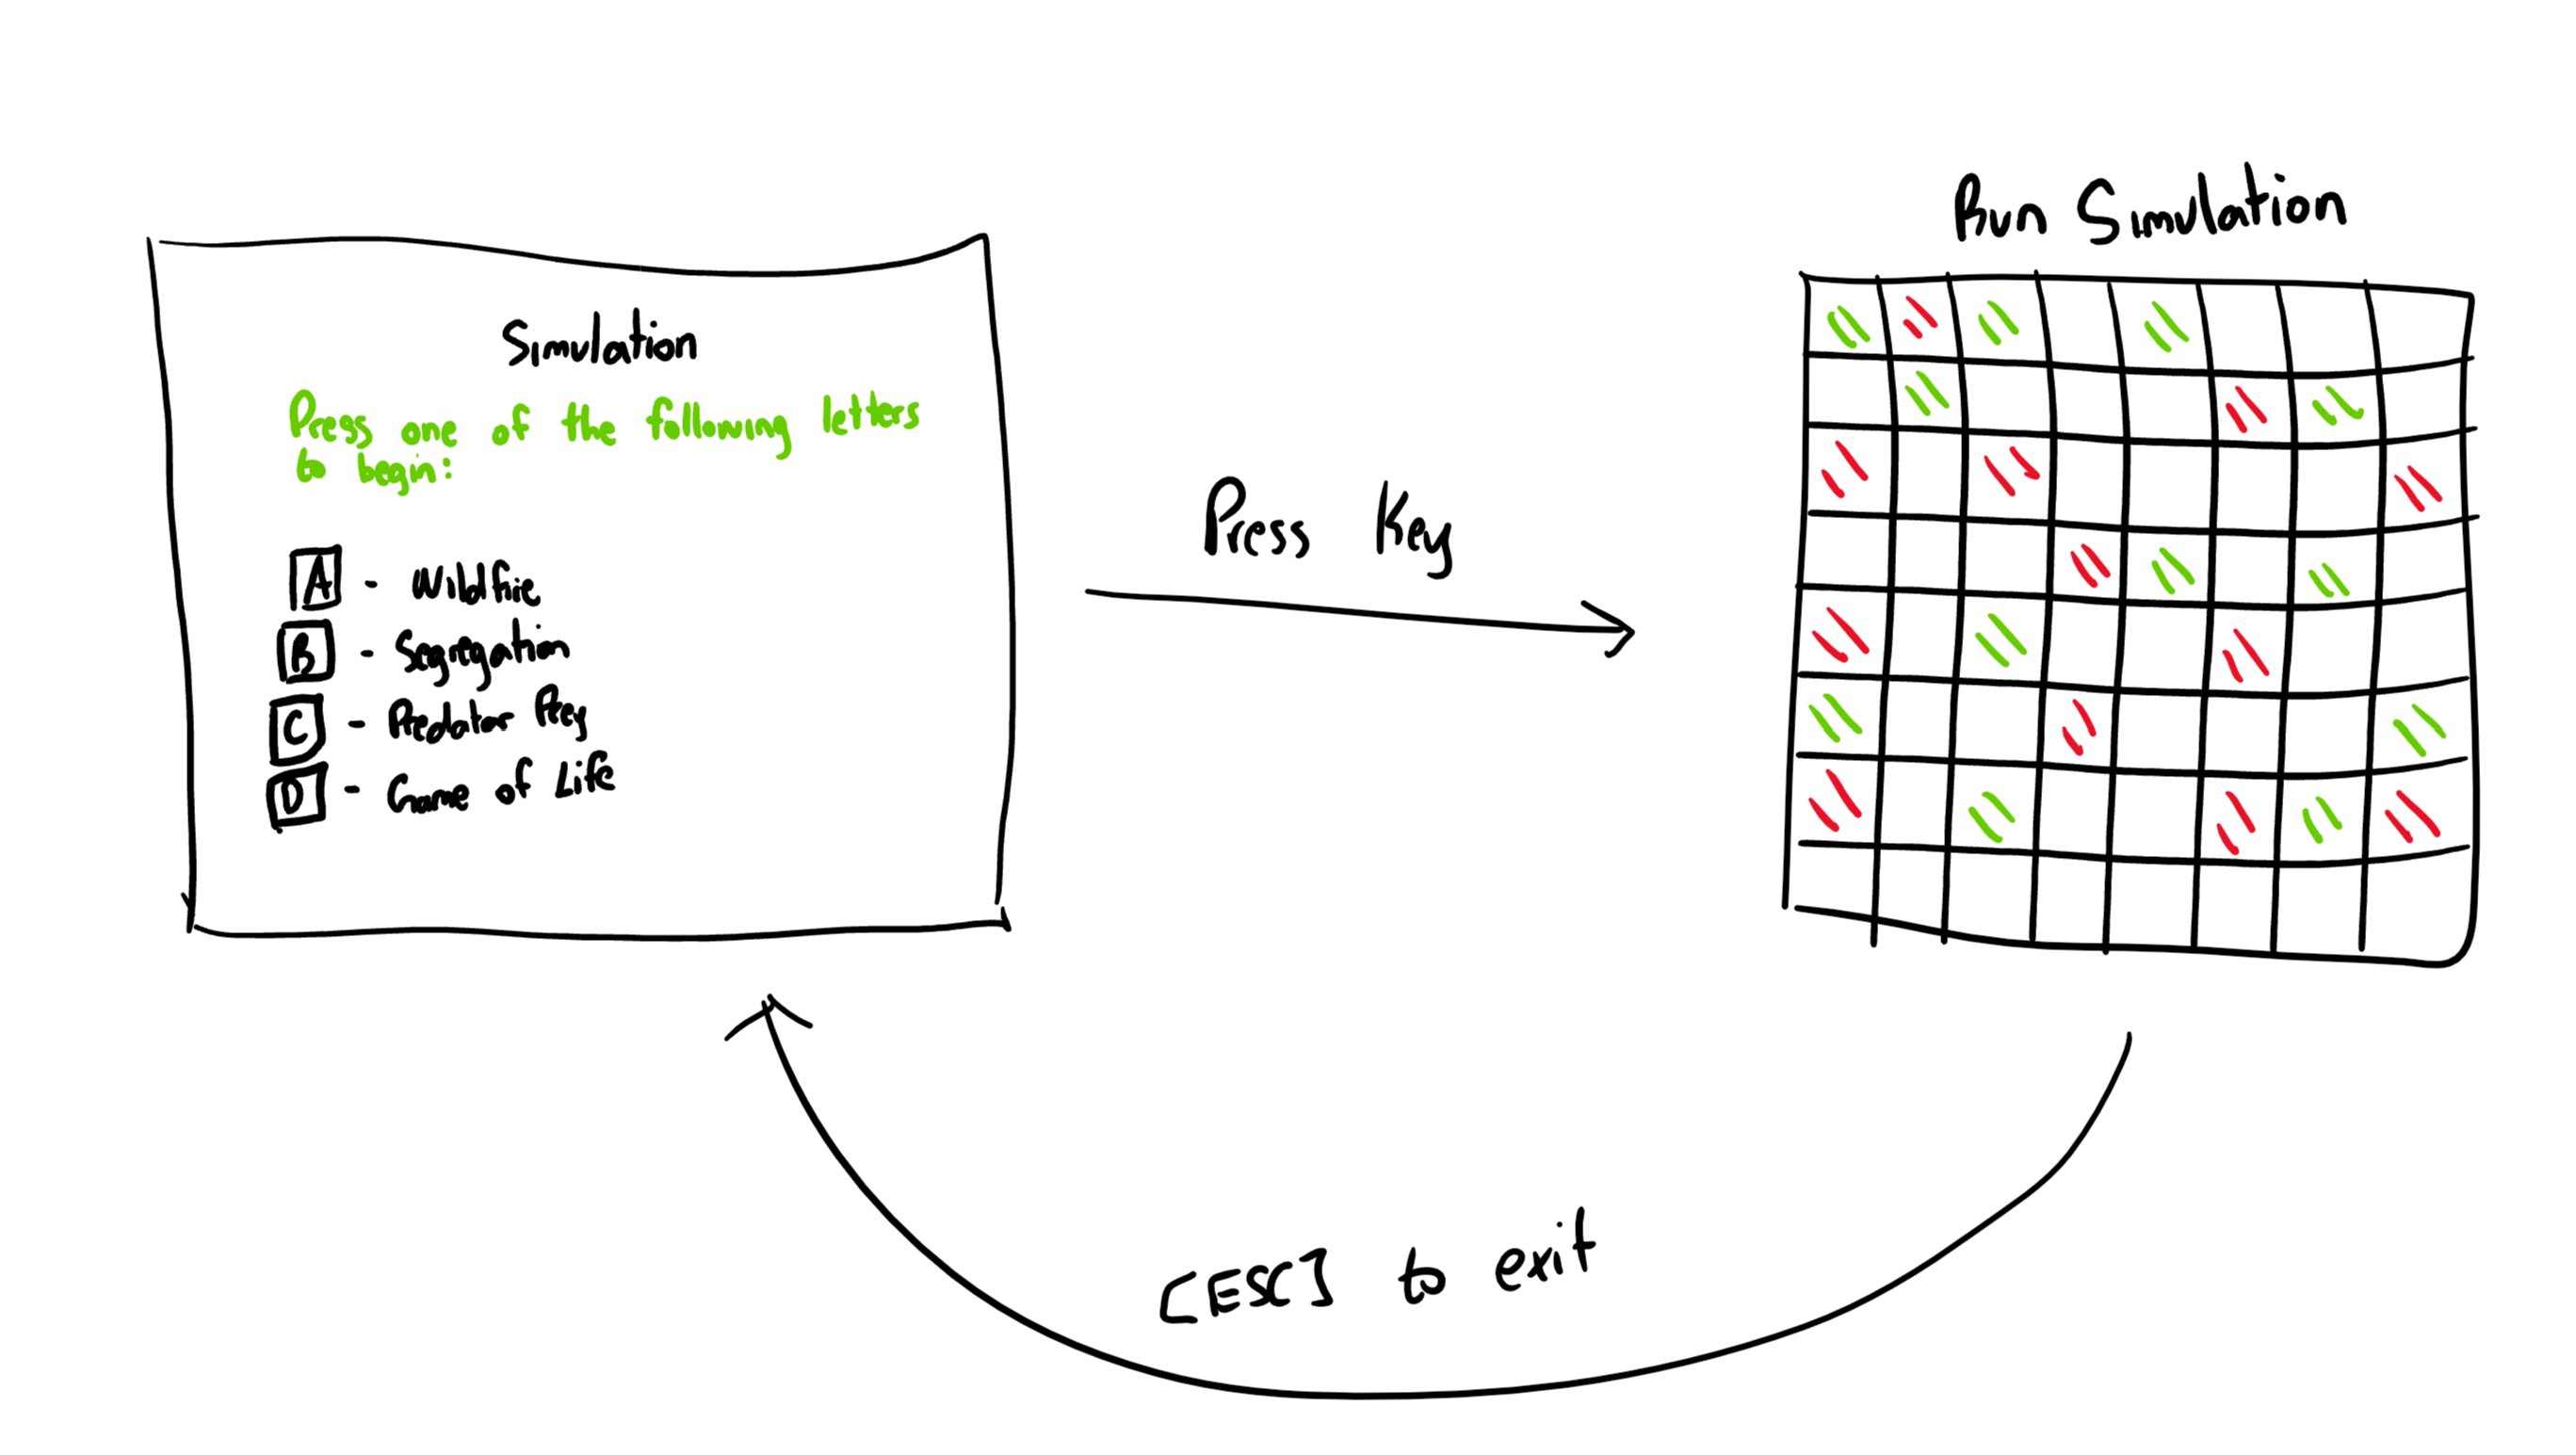 Simulation
Press one of the following letters
to begin:
A - Wildfire
B - Segregation
C - Predator Prey
D - Game of Life
Press Key
Run Simulation
[ESC] to exit